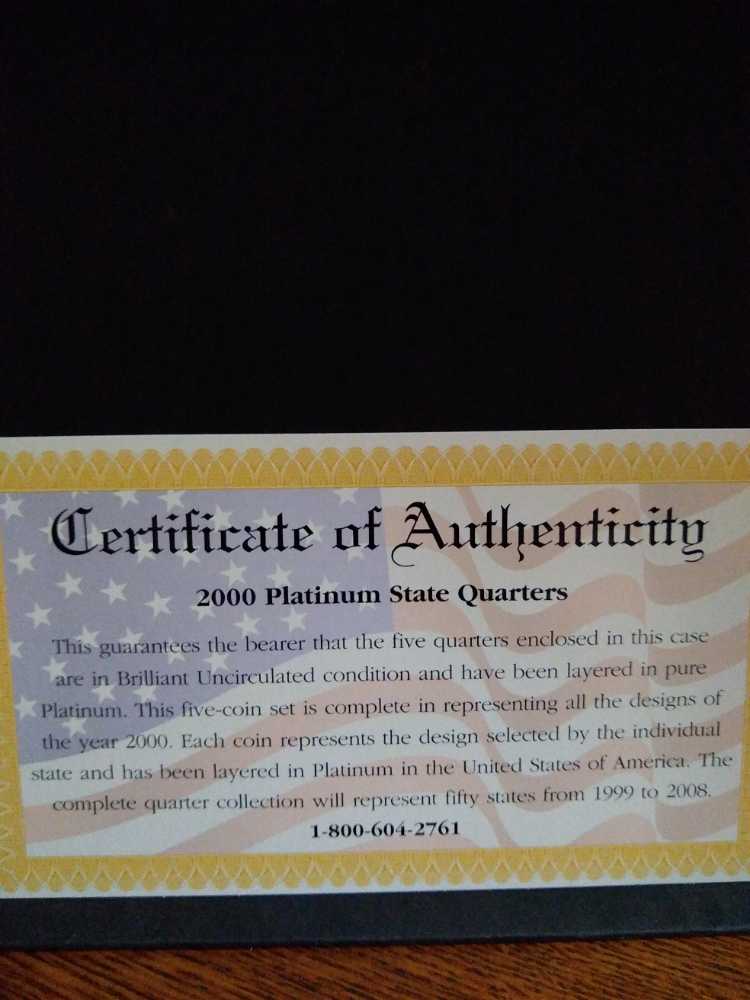 Certificate of Authenticity
2000 Platinum State Quarters
This guarantees the bearer that the five quarters enclosed in this case
are in Brilliant Uncirculated condition and have been layered in pure
Platinum. This five-coin set is complete in representing all the designs of
the year 2000. Each coin represents the design selected by the individual
state and has been layered in Platinum in the United States of America. The
complete quarter collection will represent fifty states from 1999 to 2008.
1-800-604-2761